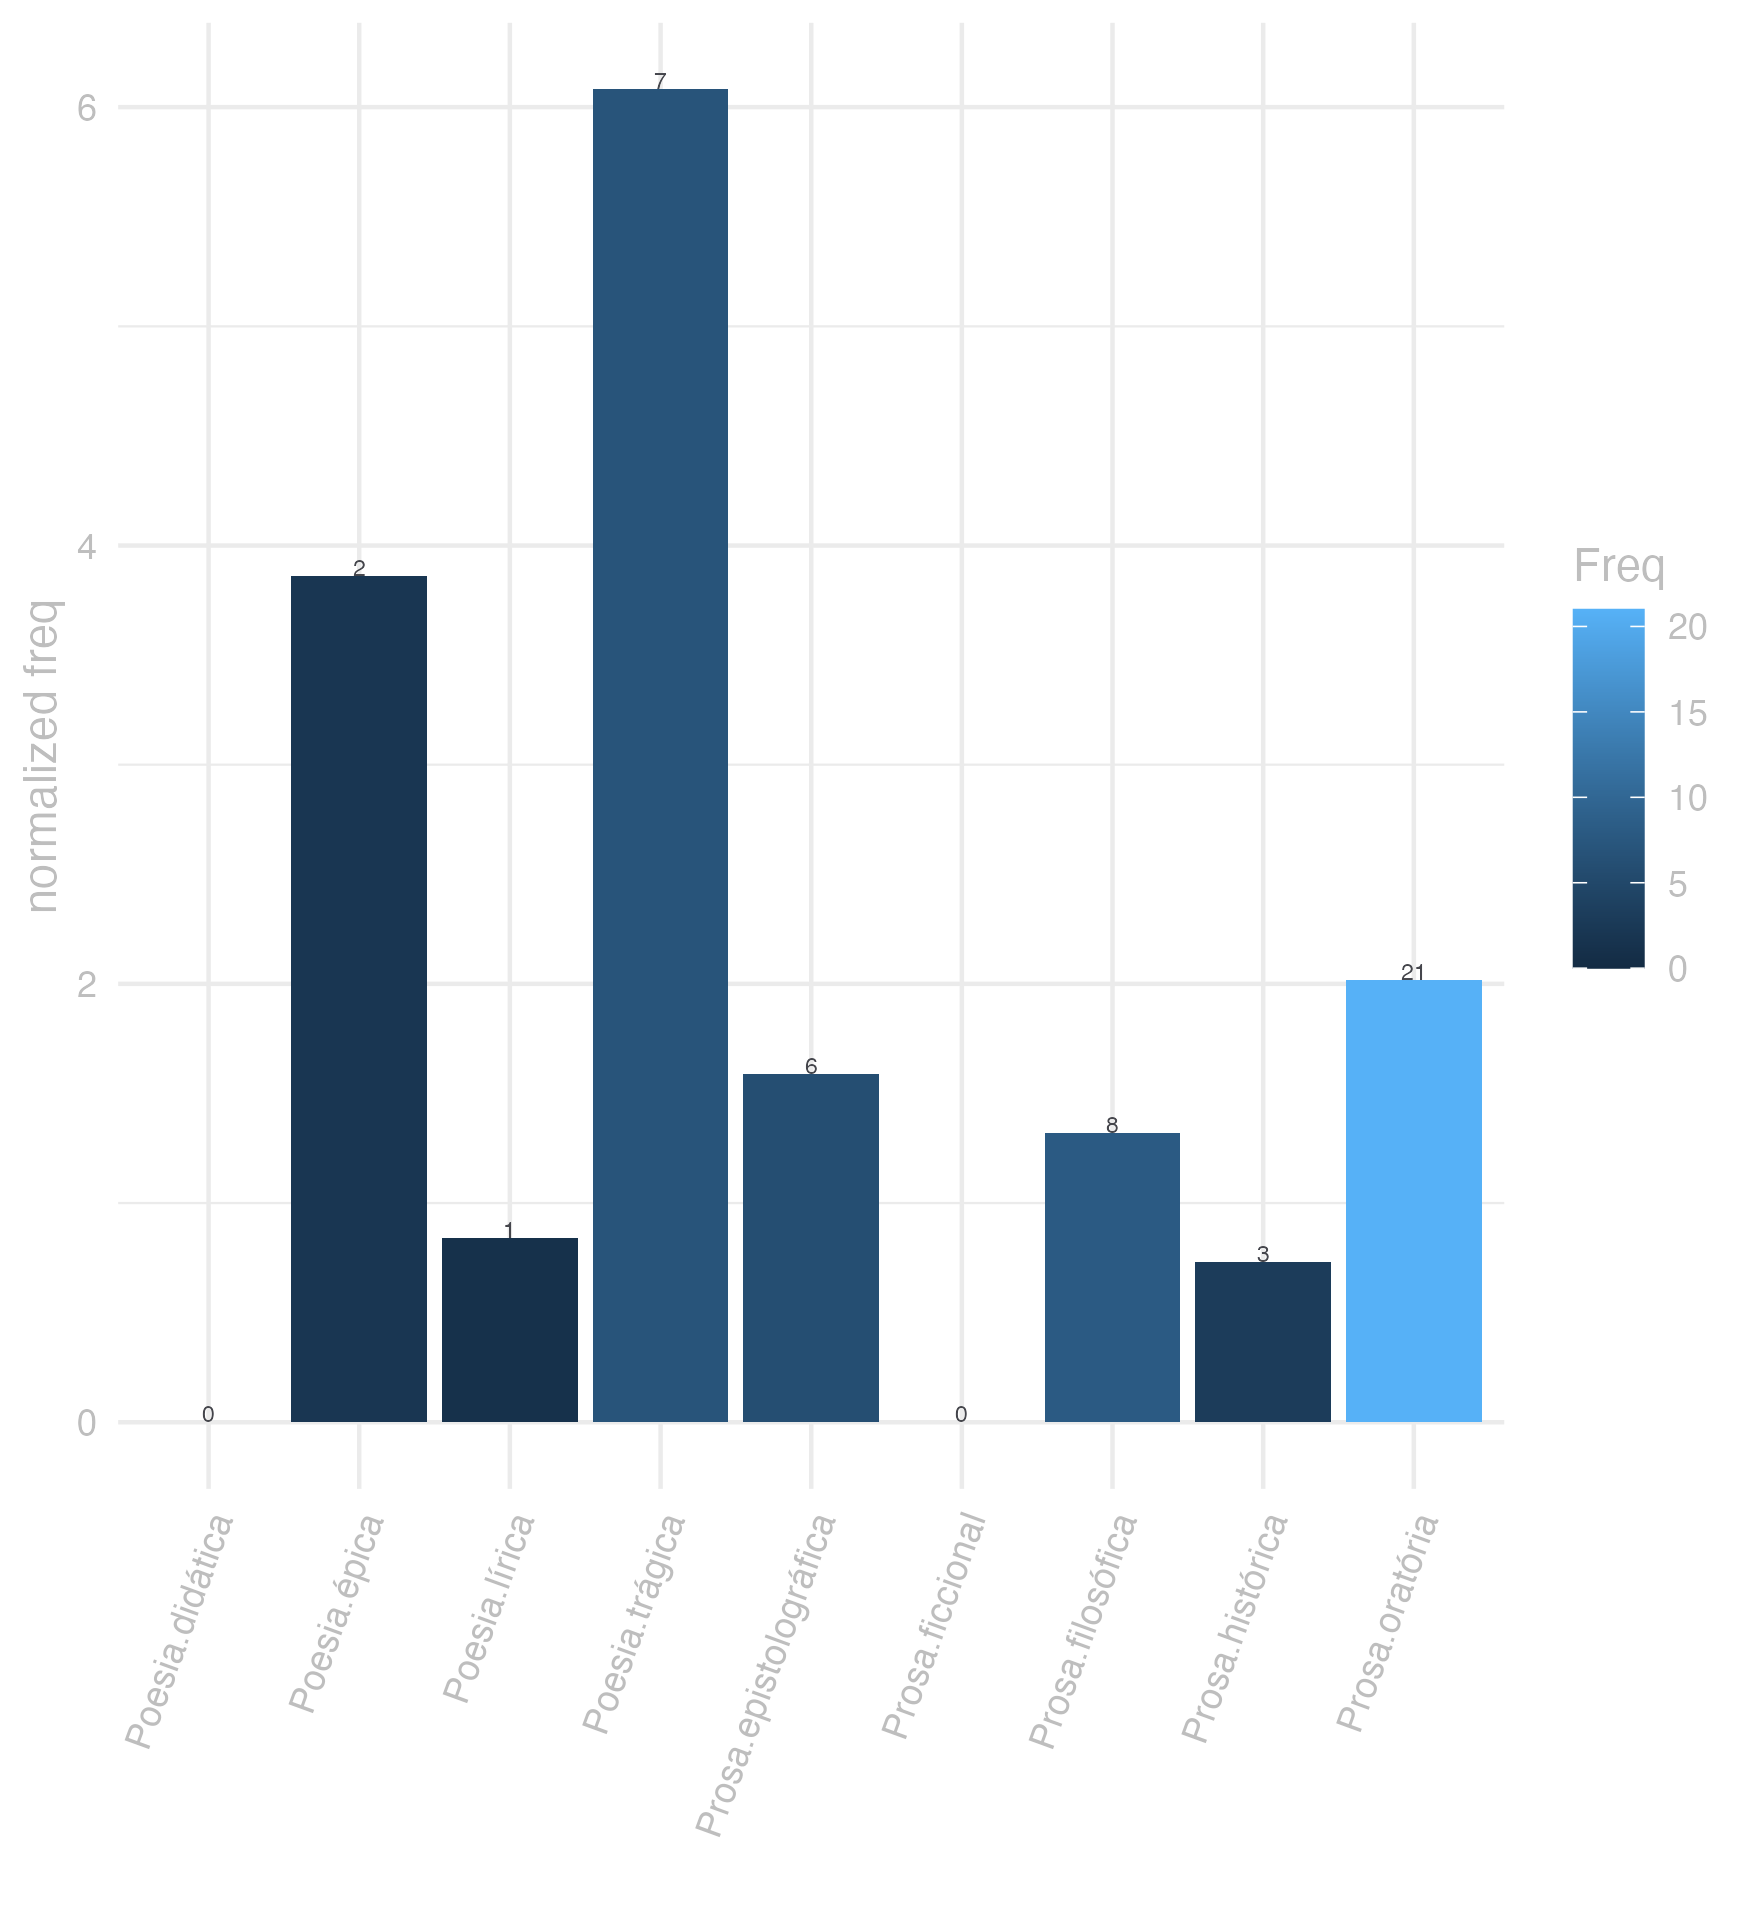 normalized freq
6
4
2
0
0
2
1
7
6
0
8
3
21
Poesia.didática
Poesia.épica
Poesia.lírica
Poesia.trágica
Prosa.epistolográfica
Prosa.ficcional
Prosa.filosófica
Prosa.histórica
Prosa.oratória
Freq
20
15
10
5
0